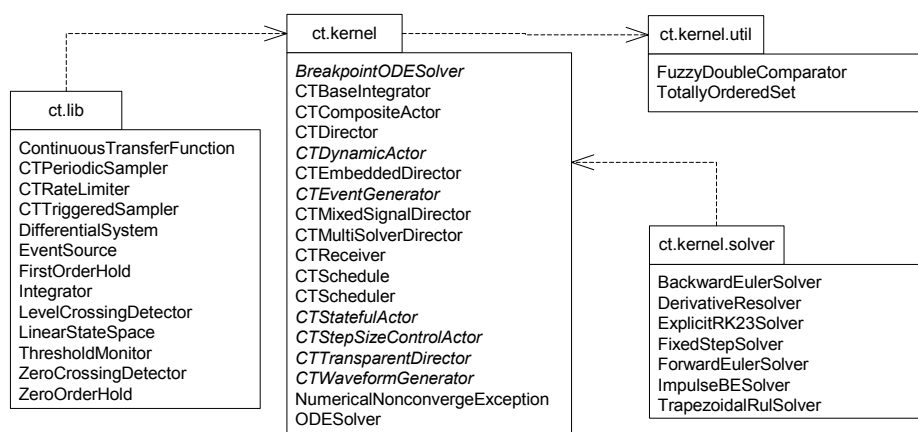 ct.kernel
BreakpointODESolver
CTBaseIntegrator
CTCompositeActor
CTDirector
CTDynamicActor
CTEmbeddedDirector
CTEventGenerator
CTMixedSignalDirector
CTMultiSolverDirector
CTReceiver
CTSchedule
CTScheduler
CTStatefulActor
CTStepSizeControlActor
CTTransparentDirector
CTWaveformGenerator
NumericalNonconvergeException
ODESolver
ct.kernel.util
FuzzyDoubleComparator
TotallyOrderedSet
ct.lib
ContinuousTransferFunction
CTPeriodicSampler
CTRateLimiter
CTTriggeredSampler
DifferentialSystem
EventSource
FirstOrderHold
Integrator
LevelCrossingDetector
LinearStateSpace
ThresholdMonitor
ZeroCrossingDetector
ZeroOrderHold
ct.kernel.solver
BackwardEulerSolver
DerivativeResolver
ExplicitRK23Solver
FixedStepSolver
ForwardEulerSolver
ImpulseBESolver
TrapezoidalRulSolver